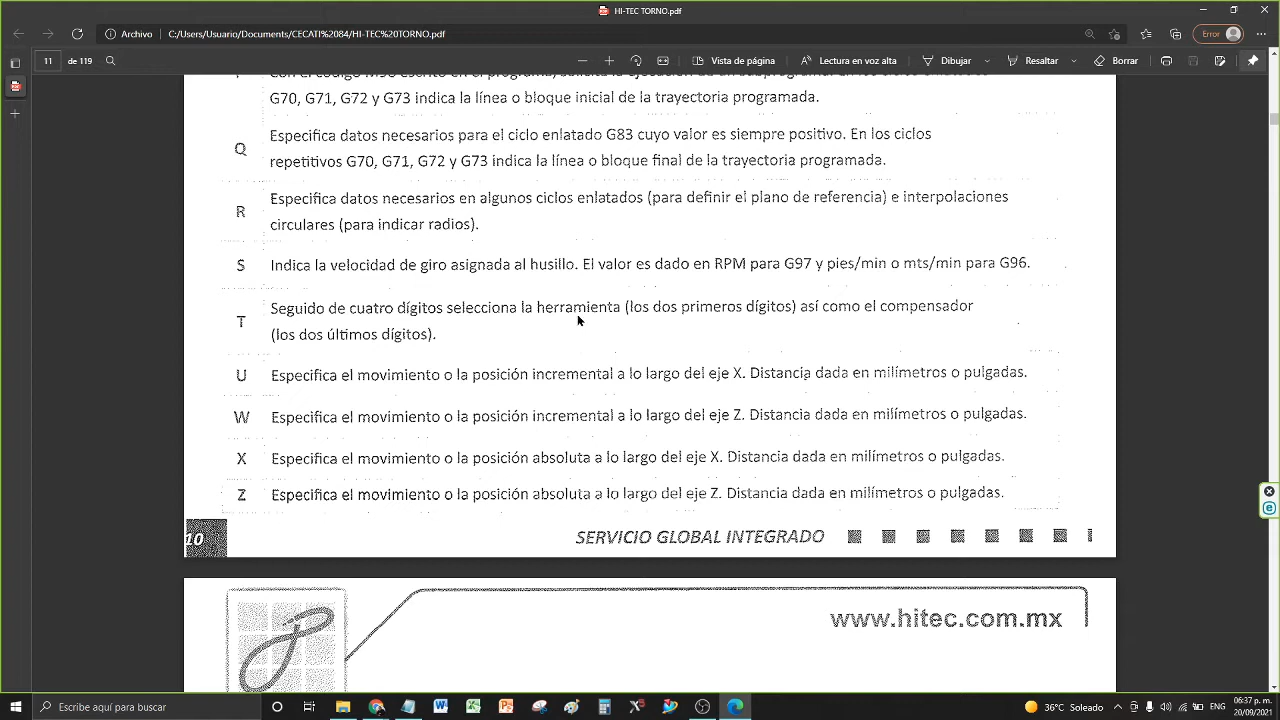 HI-TEC TORNO.pdf
Archivo | C:/Users/Usuario/Documents/CECATI%2084/HI-TEC%20TORNO.pdf
Error
11 de 119
Vista de página
Lectura en voz alta
Dibujar
Resaltar
Borrar
G70, G71, G72 y G73 indica la línea o bloque inicial de la trayectoria programada.
Q Especifica datos necesarios para el ciclo enlatado G83 cuyo valor es siempre positivo. En los ciclos
repetitivos G70, G71, G72 y G73 indica la línea o bloque final de la trayectoria programada.
R Especifica datos necesarios en algunos ciclos enlatados (para definir el plano de referencia) e interpolaciones
circulares (para indicar radios).
S Indica la velocidad de giro asignada al husillo. El valor es dado en RPM para G97 y pies/min o mts/min para G96.
T Seguido de cuatro dígitos selecciona la herramienta (los dos primeros dígitos) así como el compensador
(los dos últimos dígitos).
U Especifica el movimiento o la posición incremental a lo largo del eje X. Distancia dada en milímetros o pulgadas.
W Especifica el movimiento o la posición incremental a lo largo del eje Z. Distancia dada en milímetros o pulgadas.
X Especifica el movimiento o la posición absoluta a lo largo del eje X. Distancia dada en milímetros o pulgadas.
Z Especifica el movimiento o la posición absoluta a lo largo del eje Z. Distancia dada en milímetros o pulgadas.
10 SERVICIO GLOBAL INTEGRADO
www.hitec.com.mx
Escribe aquí para buscar
36°C Soleado
ENG
06:37 p. m.
20/09/2021